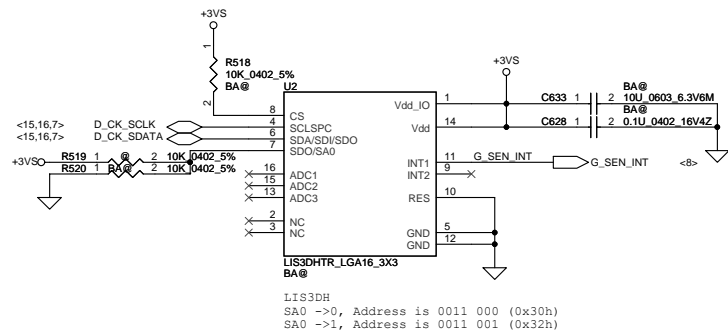 +3VS
1
R518
10K_0402_5%
BA@
2
U2
8 CS
4 SCLSPC
6 SDA/SDI/SDO
7 SDO/SA0
<15,16,7> D_CK_SCLK
<15,16,7> D_CK_SDATA
+3VS R519 1 @ 2 10K_0402_5%
R520 1 BA@ 2 10K_0402_5%
16 ADC1
15 ADC2
13 ADC3
2 NC
3 NC
Vdd_IO 1
Vdd 14
INT1 11 G_SEN_INT G_SEN_INT <8>
INT2 9
RES 10
GND 5
GND 12
+3VS
BA@
C633 1 2 10U_0603_6.3V6M
BA@
C628 1 2 0.1U_0402_16V4Z
LIS3DHTR_LGA16_3X3
BA@
LIS3DH
SA0 ->0, Address is 0011 000 (0x30h)
SA0 ->1, Address is 0011 001 (0x32h)